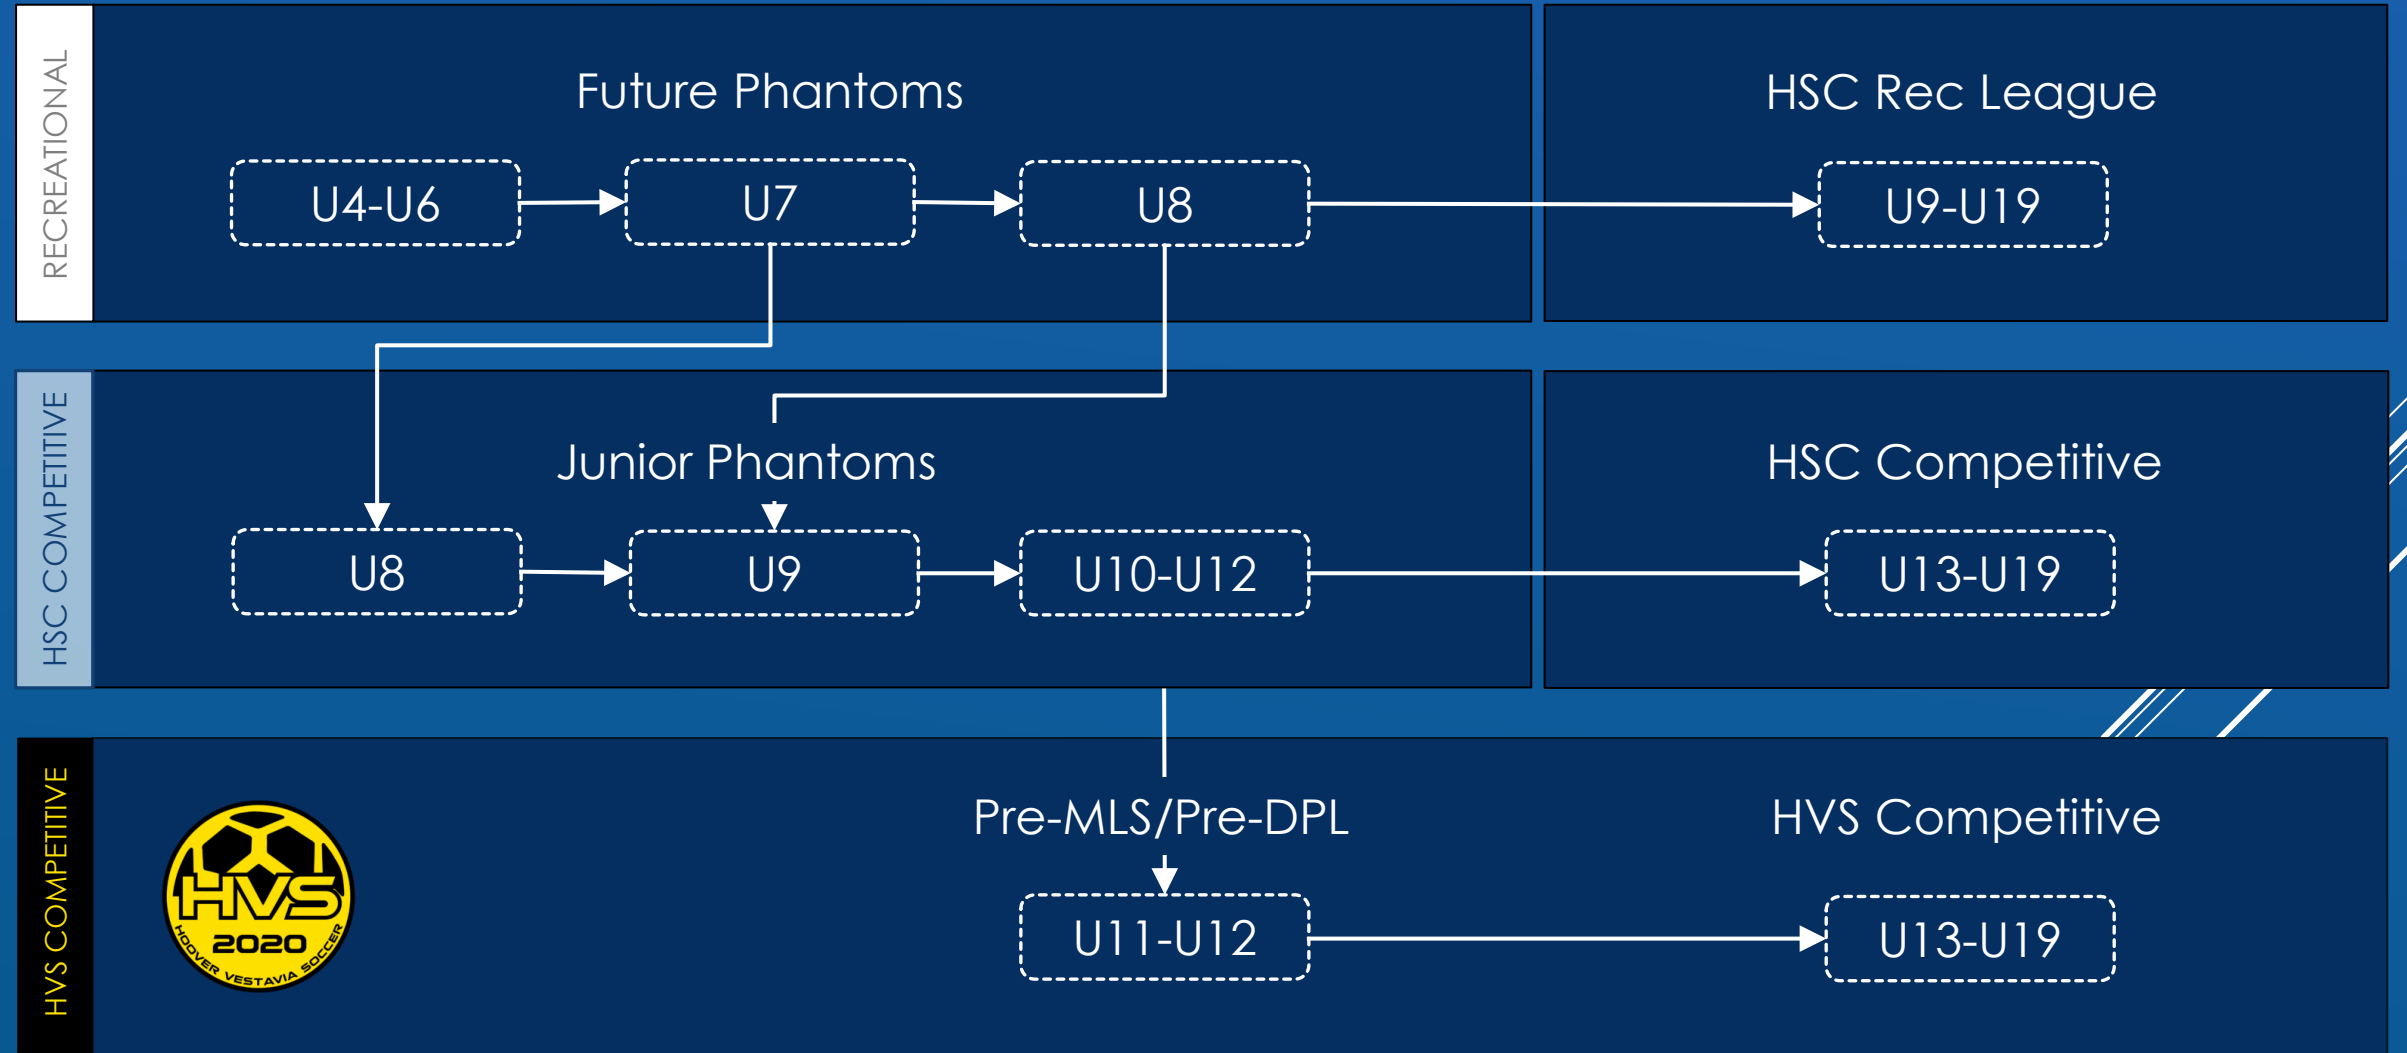 RECREATIONAL
Future Phantoms
HSC Rec League
U4-U6
U7
U8
U9-U19
HSC COMPETITIVE
Junior Phantoms
HSC Competitive
U8
U9
U10-U12
U13-U19
HVS COMPETITIVE
Pre-MLS/Pre-DPL
HVS Competitive
HVS
2020
HOOVER VESTAVIA SOCCER
U11-U12
U13-U19